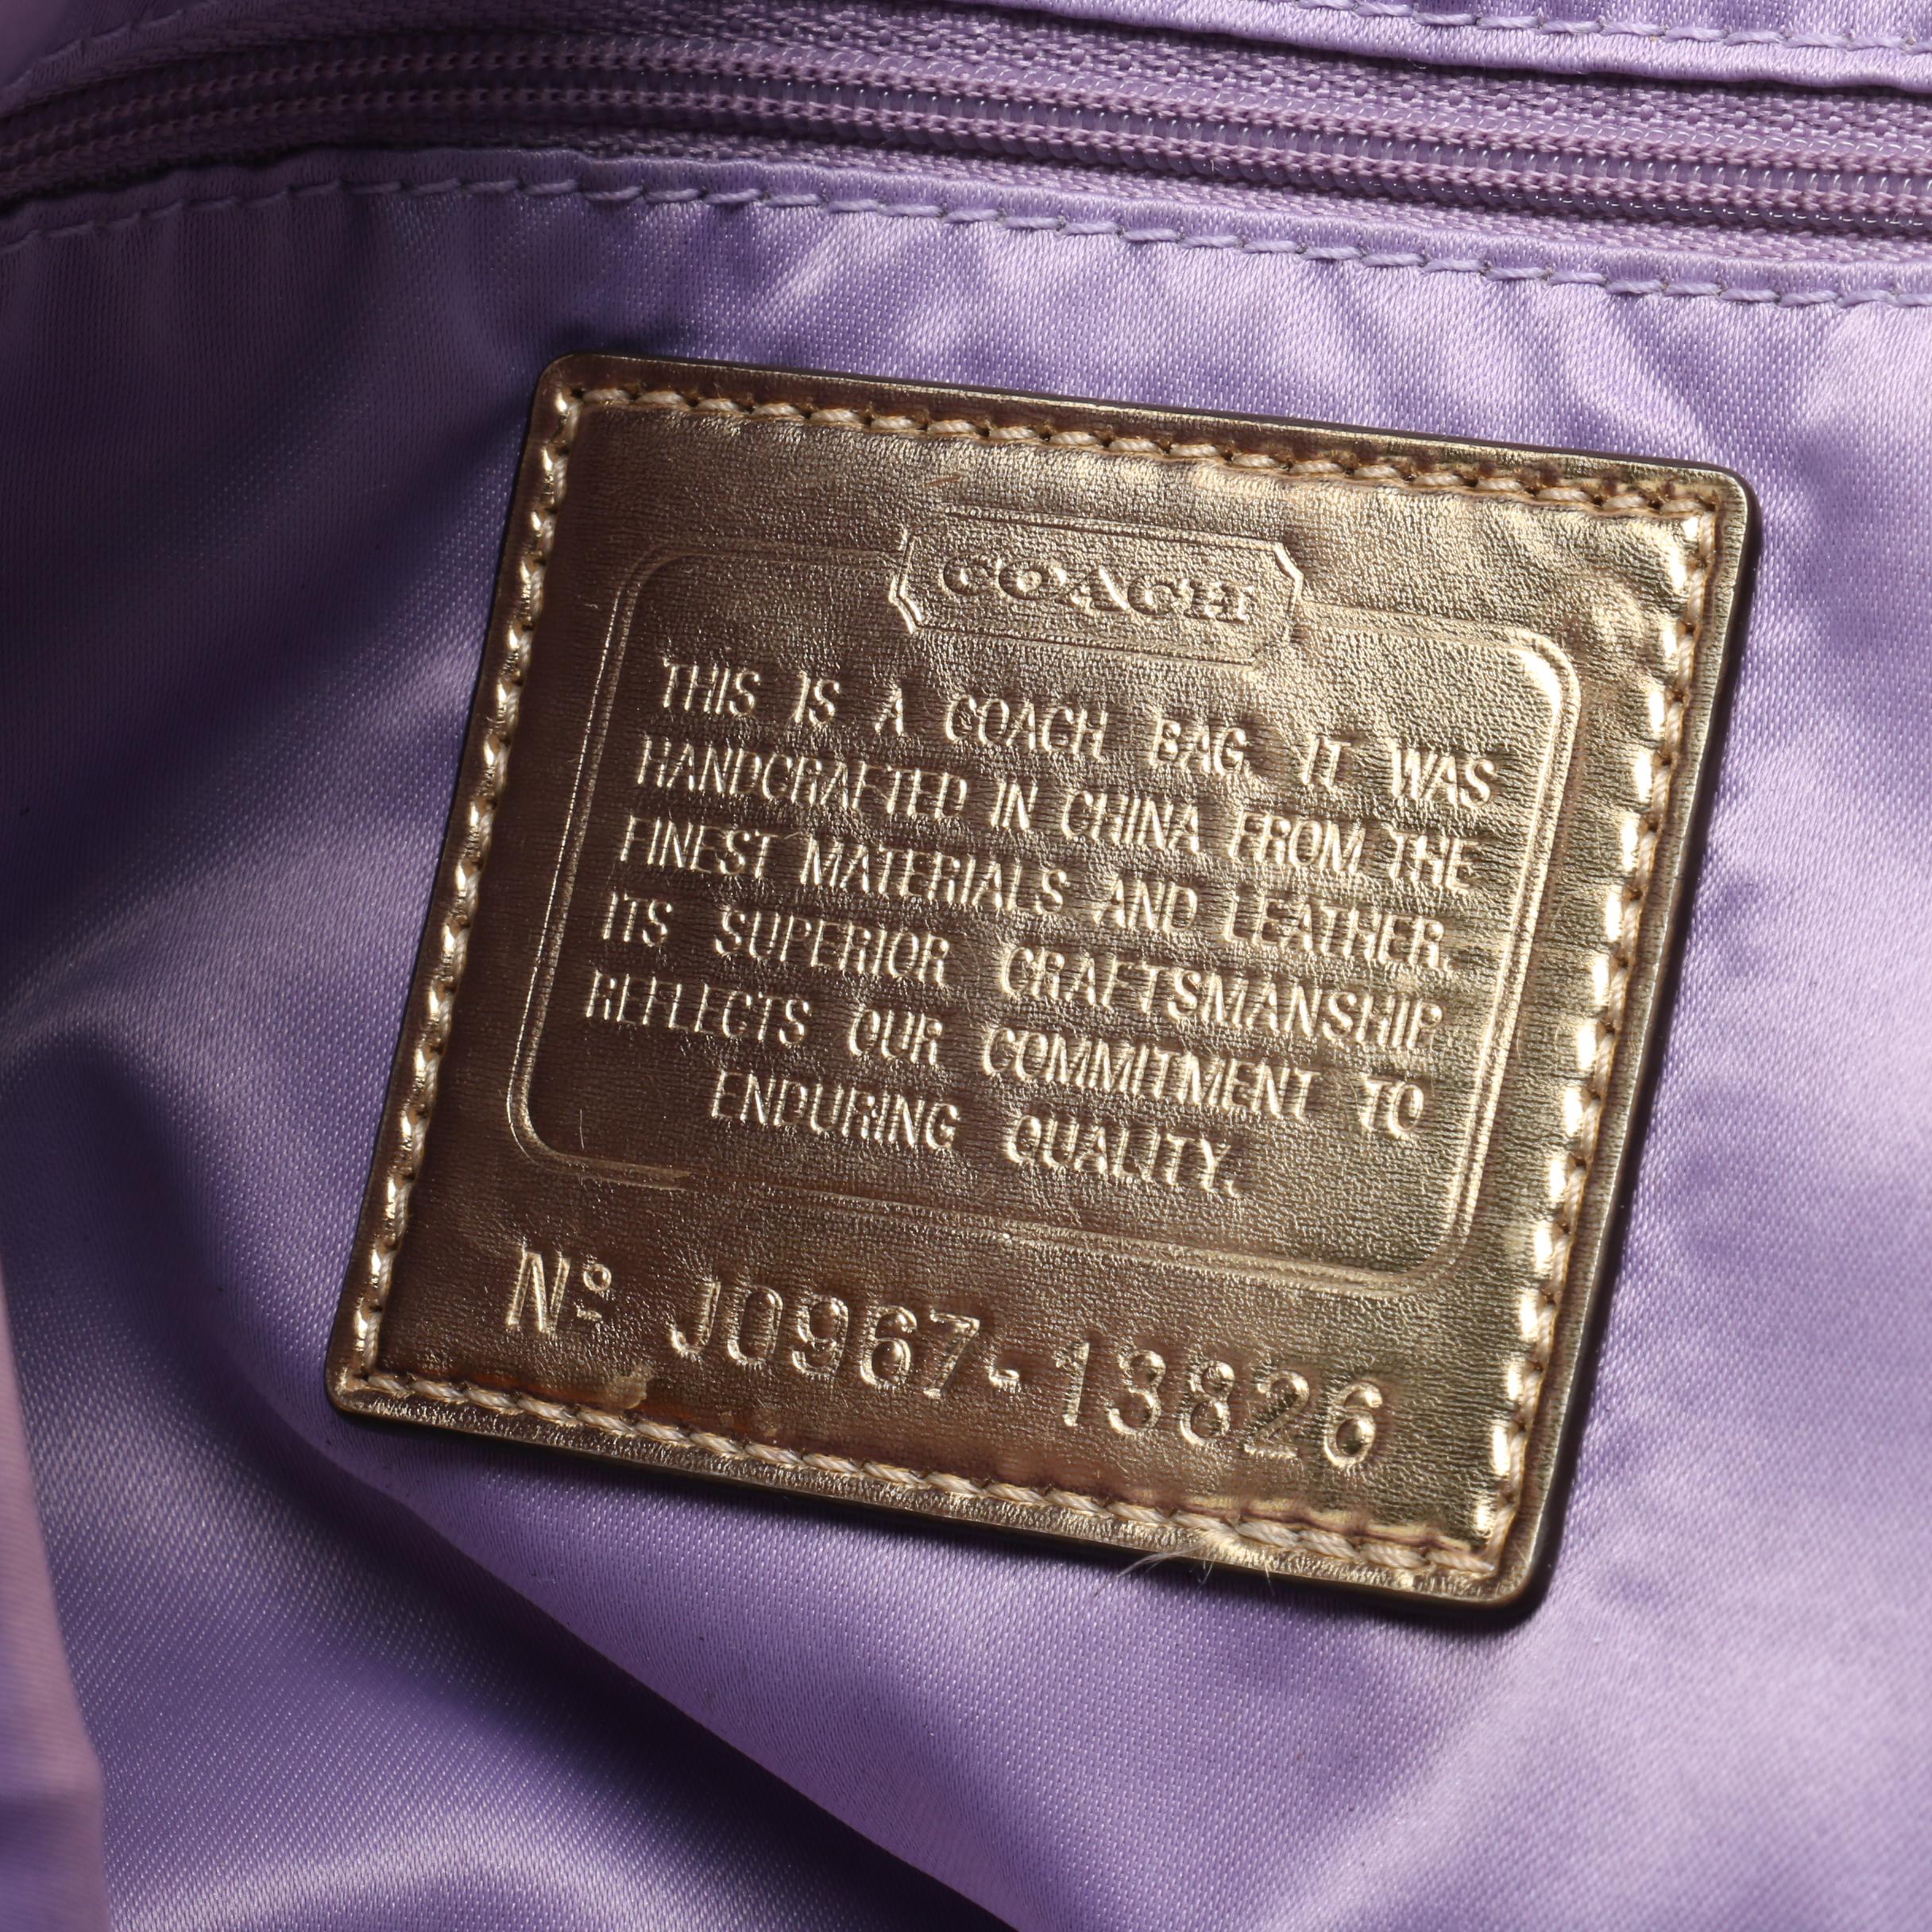 COACH
THIS IS A COACH BAG. IT WAS
HANDCRAFTED IN CHINA FROM THE
FINEST MATERIALS AND LEATHER.
ITS SUPERIOR CRAFTSMANSHIP
REFLECTS OUR COMMITMENT TO
ENDURING QUALITY.
Nº J0967-13826